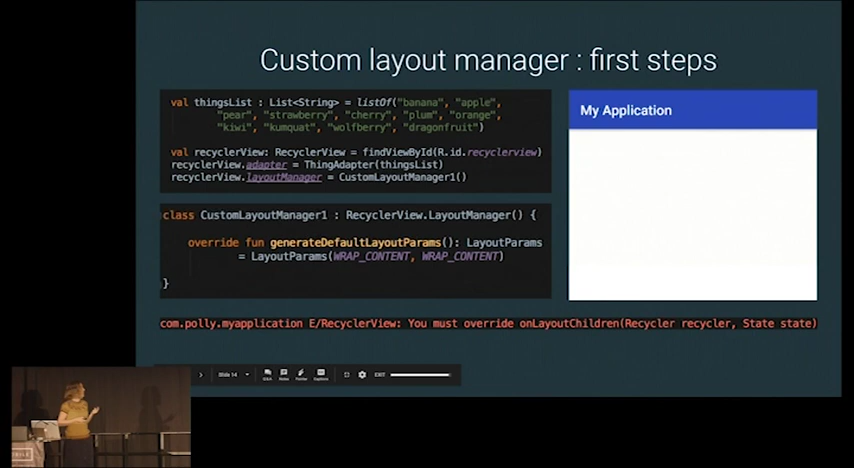 Custom layout manager : first steps
val thingsList : List<String> = listOf("banana", "apple",
"pear", "strawberry", "cherry", "plum", "orange",
"kiwi", "kumquat", "wolfberry", "dragonfruit")
val recyclerView: RecyclerView = findViewById(R.id.recyclerview)
recyclerView.adapter = ThingAdapter(thingsList)
recyclerView.layoutManager = CustomLayoutManager1()
My Application
class CustomLayoutManager1 : RecyclerView.LayoutManager() {
override fun generateDefaultLayoutParams(): LayoutParams
= LayoutParams(WRAP_CONTENT, WRAP_CONTENT)
}
com.polly.myapplication E/RecyclerView: You must override onLayoutChildren(Recycler recycler, State state)
Slide 14
Q&A Notes Pointer Captions
EXIT